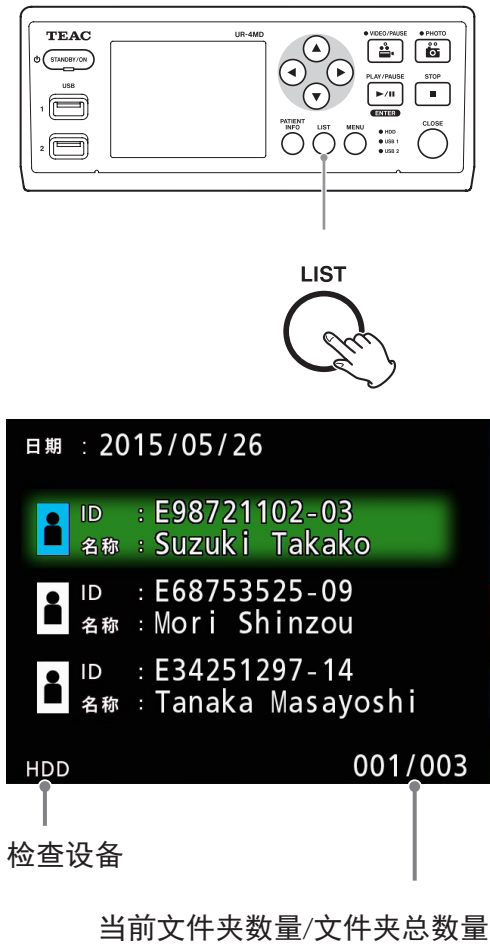 TEAC
UR-4MD
VIDEO/PAUSE
PHOTO
STANDBY/ON
USB
1
2
PLAY/PAUSE
STOP
ENTER
PATIENT INFO
LIST
MENU
HDD
USB 1
USB 2
CLOSE
LIST
日期 : 2015/05/26
ID : E98721102-03
名称 : Suzuki Takako
ID : E68753525-09
名称 : Mori Shinzou
ID : E34251297-14
名称 : Tanaka Masayoshi
HDD 001/003
检查设备
当前文件夹数量/文件夹总数量